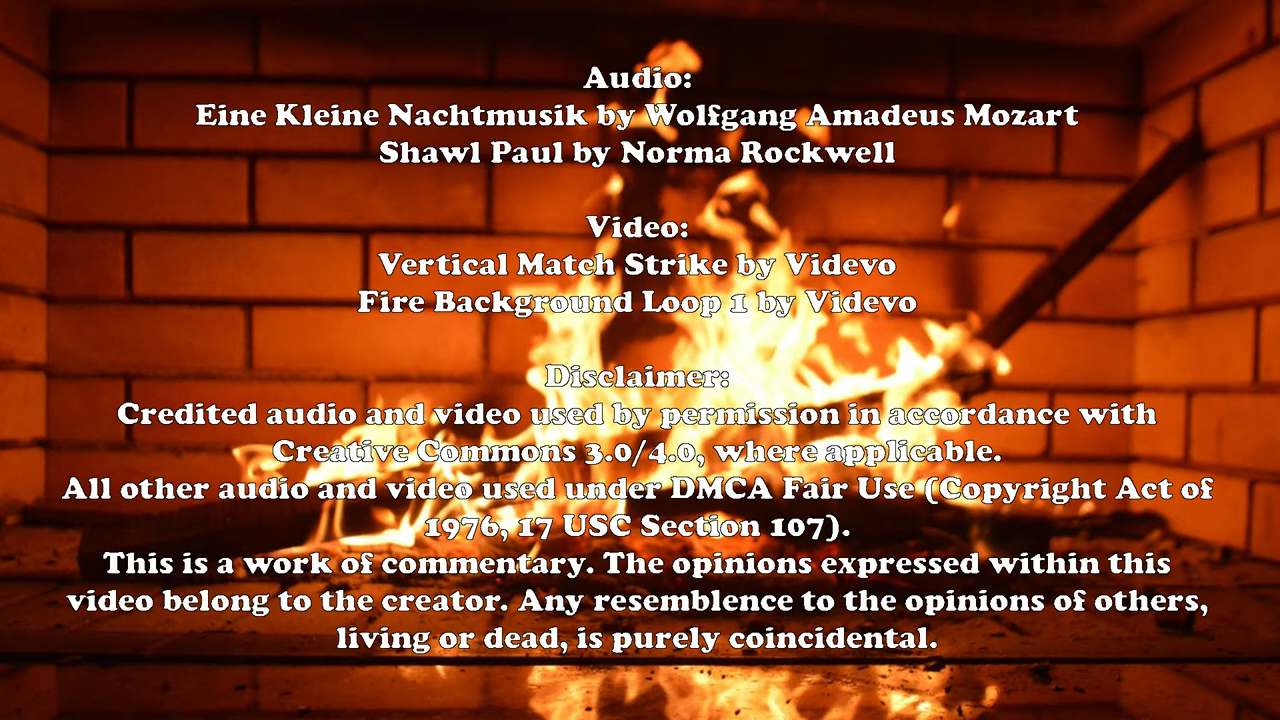 Audio:
Eine Kleine Nachtmusik by Wolfgang Amadeus Mozart
Shawl Paul by Norma Rockwell
Video:
Vertical Match Strike by Videvo
Fire Background Loop 1 by Videvo
Disclaimer:
Credited audio and video used by permission in accordance with
Creative Commons 3.0/4.0, where applicable.
All other audio and video used under DMCA Fair Use (Copyright Act of
1976, 17 USC Section 107).
This is a work of commentary. The opinions expressed within this
video belong to the creator. Any resemblence to the opinions of others,
living or dead, is purely coincidental.